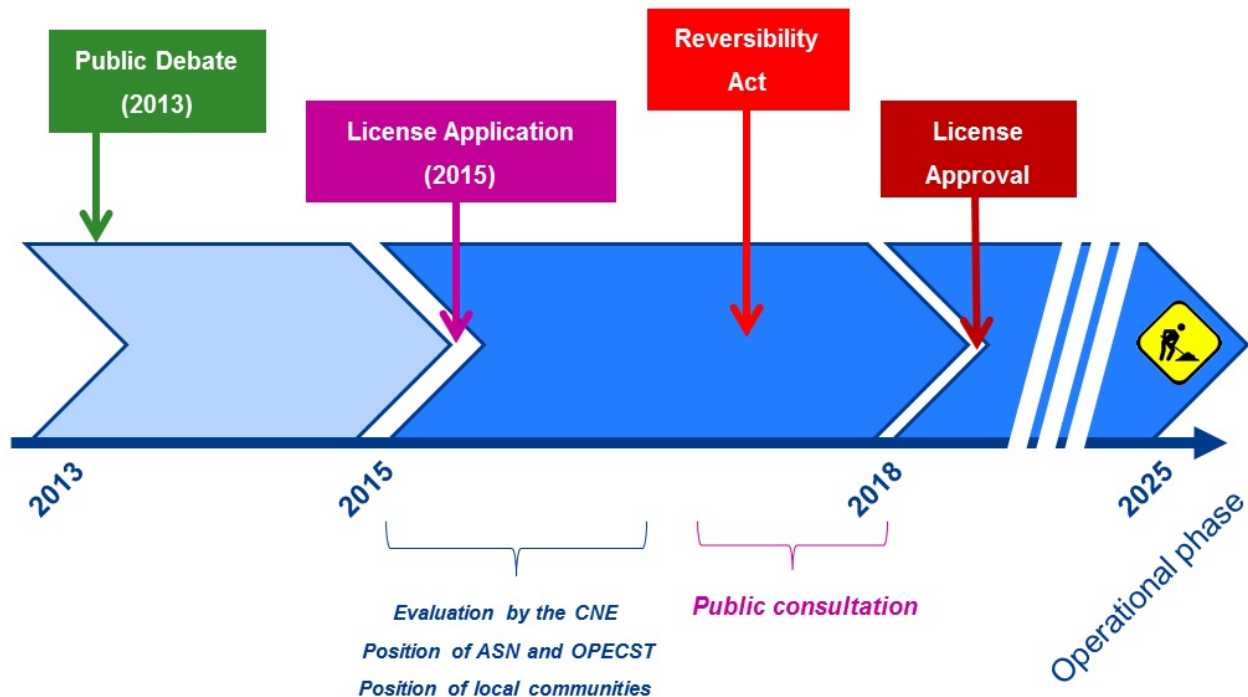 Public Debate
(2013)
License Application
(2015)
Reversibility
Act
License
Approval
2013
2015
2018
2025
Operational phase
Evaluation by the CNE
Position of ASN and OPECST
Position of local communities
Public consultation